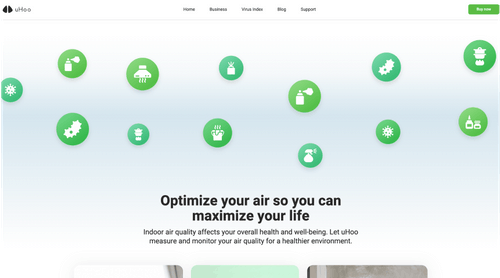 uHoo
Home
Business
Virus Index
Blog
Support
Buy now
Optimize your air so you can
maximize your life
Indoor air quality affects your overall health and well-being. Let uHoo
measure and monitor your air quality for a healthier environment.